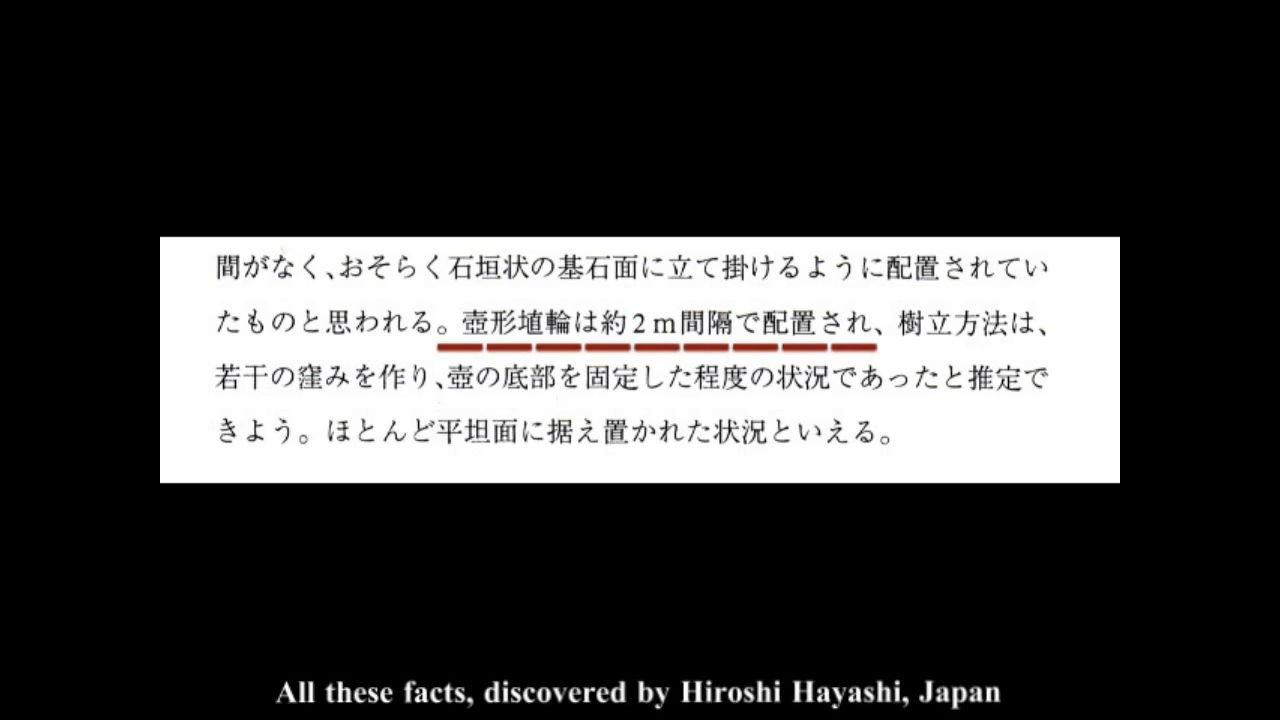 間がなく、おそらく石垣状の基石面に立て掛けるように配置されてい
たものと思われる。壺形埴輪は約2m間隔で配置され、樹立方法は、
若干の窪みを作り、壺の底部を固定した程度の状況であったと推定で
きよう。ほとんど平坦面に据え置かれた状況といえる。
All these facts, discovered by Hiroshi Hayashi, Japan